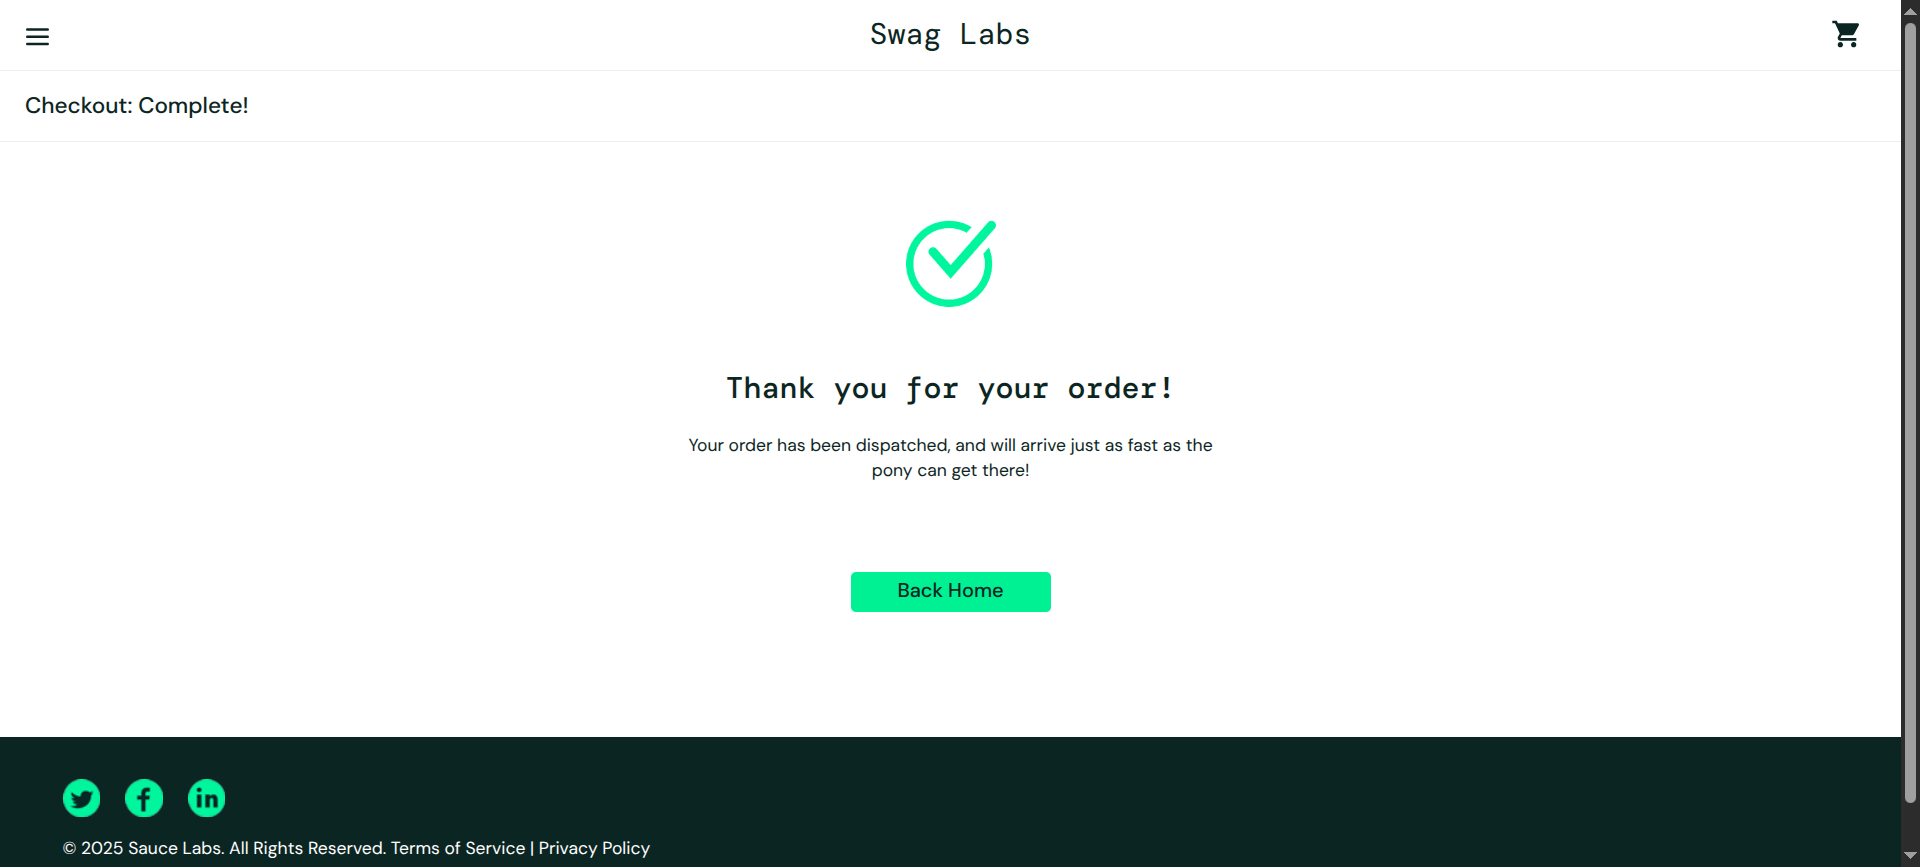 Swag Labs
Checkout: Complete!
Thank you for your order!
Your order has been dispatched, and will arrive just as fast as the
pony can get there!
Back Home
© 2025 Sauce Labs. All Rights Reserved. Terms of Service | Privacy Policy